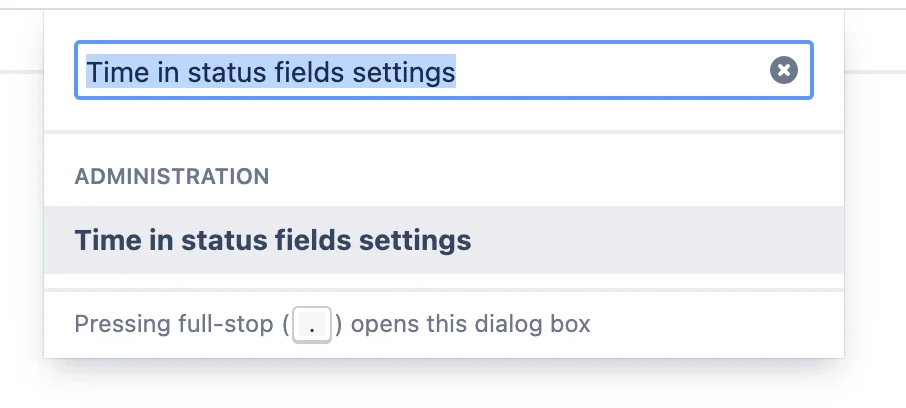 Time in status fields settings
ADMINISTRATION
Time in status fields settings
Pressing full-stop ( . ) opens this dialog box